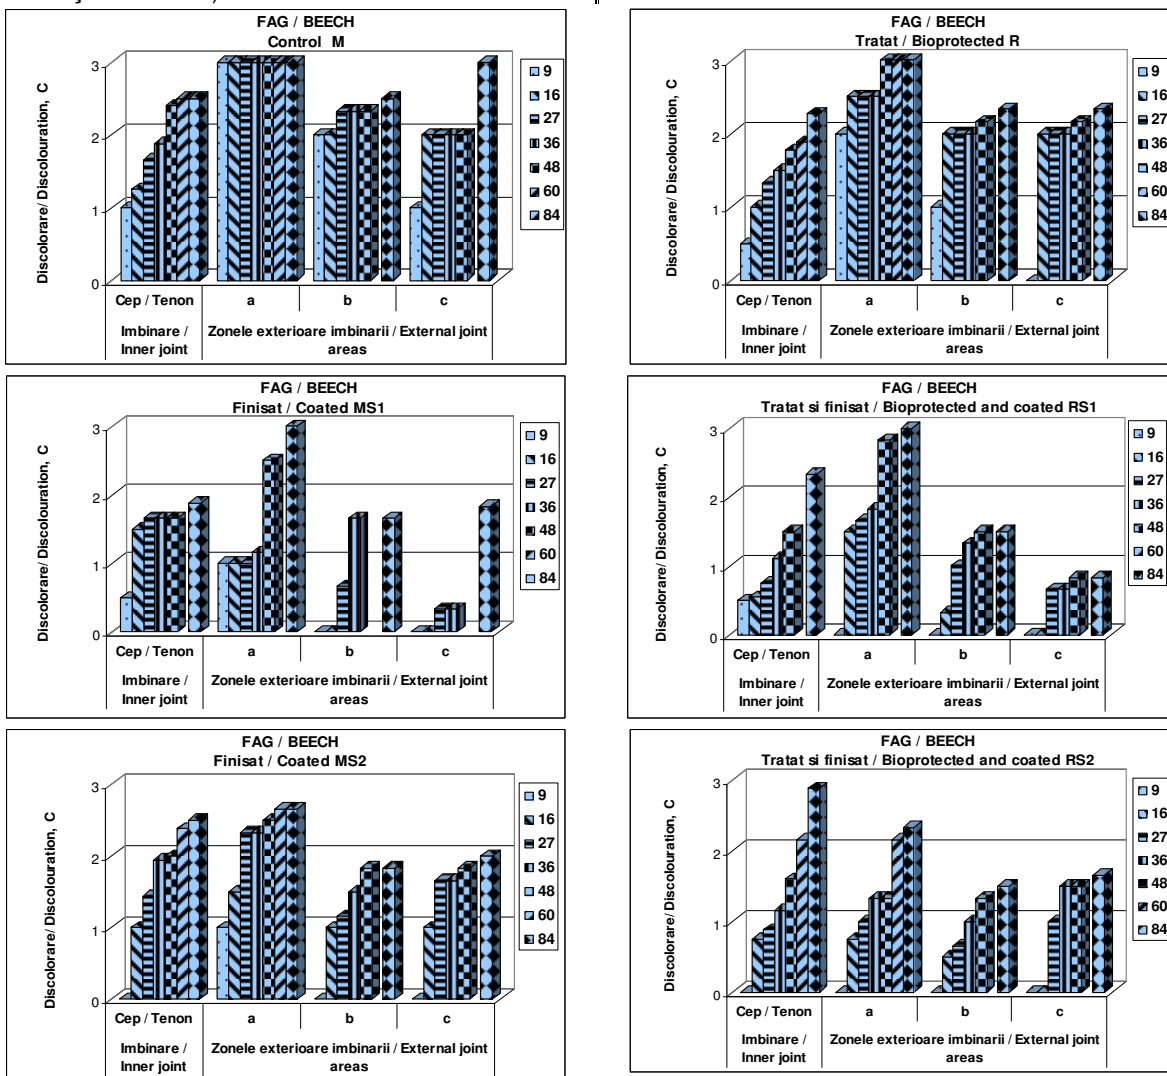 FAG / BEECH
Control M
Discolorare/ Discolouration, C
3
2
1
0
Cep / Tenon
a
b
c
Imbinare /
Inner joint
Zonele exterioare imbinarii / External joint
areas
9
16
27
36
48
60
84
FAG / BEECH
Tratat / Bioprotected R
Discolorare/ Discolouration, C
3
2
1
0
Cep / Tenon
a
b
c
Imbinare /
Inner joint
Zonele exterioare imbinarii / External joint
areas
9
16
27
36
48
60
84
FAG / BEECH
Finisat / Coated MS1
Discolorare/ Discolouration, C
3
2
1
0
Cep / Tenon
a
b
c
Imbinare /
Inner joint
Zonele exterioare imbinarii / External joint
areas
9
16
27
36
48
60
84
FAG / BEECH
Tratat si finisat / Bioprotected and coated RS1
Discolorare/ Discolouration, C
3
2
1
0
Cep / Tenon
a
b
c
Imbinare /
Inner joint
Zonele exterioare imbinarii / External joint
areas
9
16
27
36
48
60
84
FAG / BEECH
Finisat / Coated MS2
Discolorare/ Discolouration, C
3
2
1
0
Cep / Tenon
a
b
c
Imbinare /
Inner joint
Zonele exterioare imbinarii / External joint
areas
9
16
27
36
48
60
84
FAG / BEECH
Tratat si finisat / Bioprotected and coated RS2
Discolorare/ Discolouration, C
3
2
1
0
Cep / Tenon
a
b
c
Imbinare /
Inner joint
Zonele exterioare imbinarii / External joint
areas
9
16
27
36
48
60
84